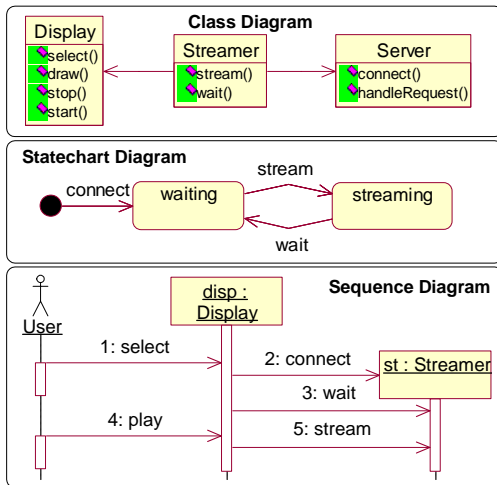 Class Diagram
Display
select()
draw()
stop()
start()
Streamer
stream()
wait()
Server
connect()
handleRequest()
Statechart Diagram
connect
waiting
stream
streaming
wait
Sequence Diagram
User
disp :
Display
1: select
2: connect
st : Streamer
3: wait
4: play
5: stream